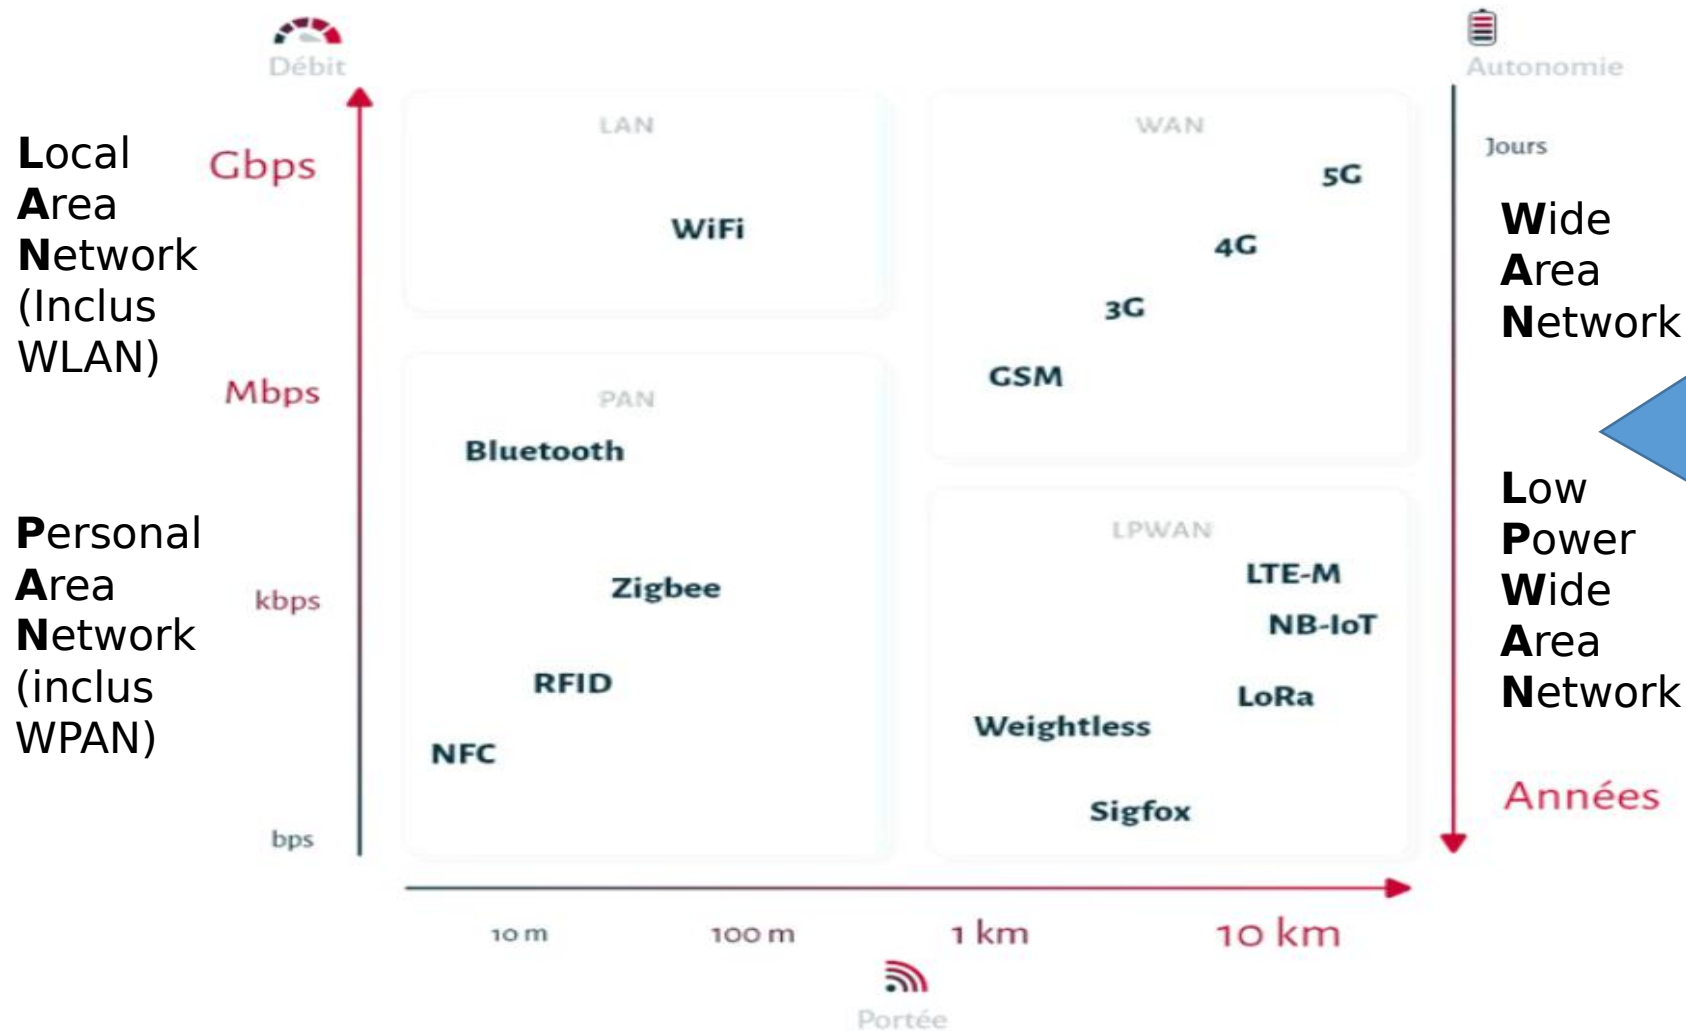 Débit
Autonomie
Local
Area
Network
(Inclus
WLAN)
Personal
Area
Network
(inclus
WPAN)
Gbps
Mbps
kbps
bps
LAN
WiFi
PAN
Bluetooth
Zigbee
RFID
NFC
WAN
5G
4G
3G
GSM
LPWAN
LTE-M
NB-IoT
LoRa
Weightless
Sigfox
Jours
Années
Wide
Area
Network
Low
Power
Wide
Area
Network
10 m
100 m
1 km
10 km
Portée